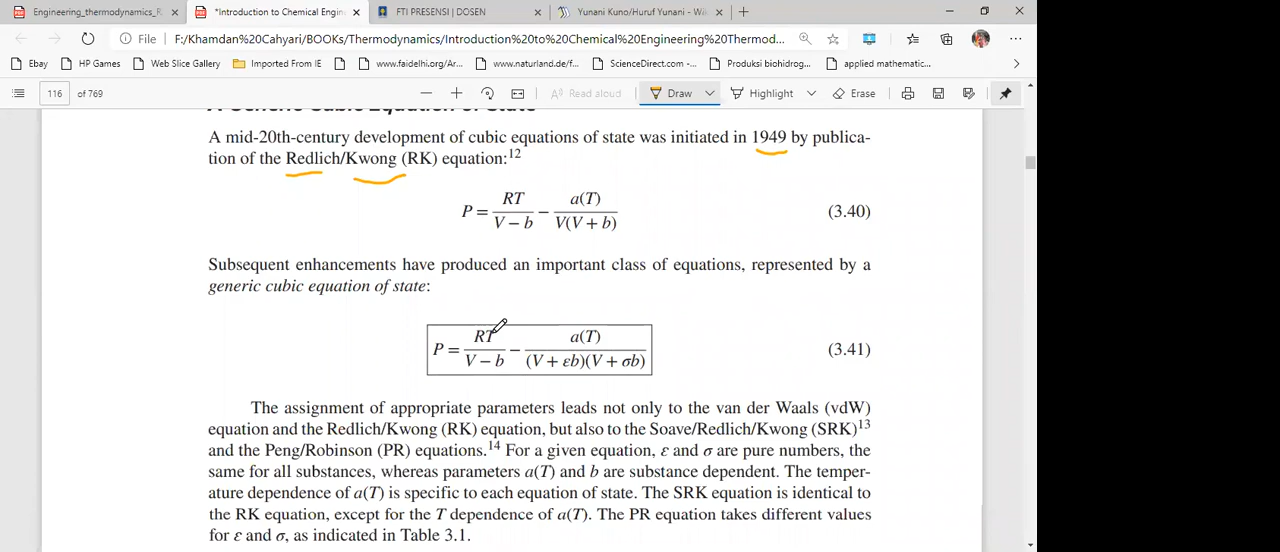 Engineering_thermodynamics_R
*Introduction to Chemical Engine
FTI PRESENSI | DOSEN
Yunani Kuno/Huruf Yunani - Wiki
File
F:/Khamdan%20Cahyari/BOOKs/Thermodynamics/Introduction%20to%20Chemical%20Engineering%20Thermod...
Ebay
HP Games
Web Slice Gallery
Imported From IE
www.faidelhi.org/Ar...
www.naturland.de/f...
ScienceDirect.com -...
Produksi biohidrog...
applied mathematic...
116 of 769
Read aloud
Draw
Highlight
Erase
A Generic Cubic Equation of State
A mid-20th-century development of cubic equations of state was initiated in 1949 by publica-
tion of the Redlich/Kwong (RK) equation:12
P = RT/(V − b) − a(T)/(V(V + b)) (3.40)
Subsequent enhancements have produced an important class of equations, represented by a
generic cubic equation of state:
P = RT/(V − b) − a(T)/((V + εb)(V + σb)) (3.41)
The assignment of appropriate parameters leads not only to the van der Waals (vdW)
equation and the Redlich/Kwong (RK) equation, but also to the Soave/Redlich/Kwong (SRK)13
and the Peng/Robinson (PR) equations.14 For a given equation, ε and σ are pure numbers, the
same for all substances, whereas parameters a(T) and b are substance dependent. The temper-
ature dependence of a(T) is specific to each equation of state. The SRK equation is identical to
the RK equation, except for the T dependence of a(T). The PR equation takes different values
for ε and σ, as indicated in Table 3.1.